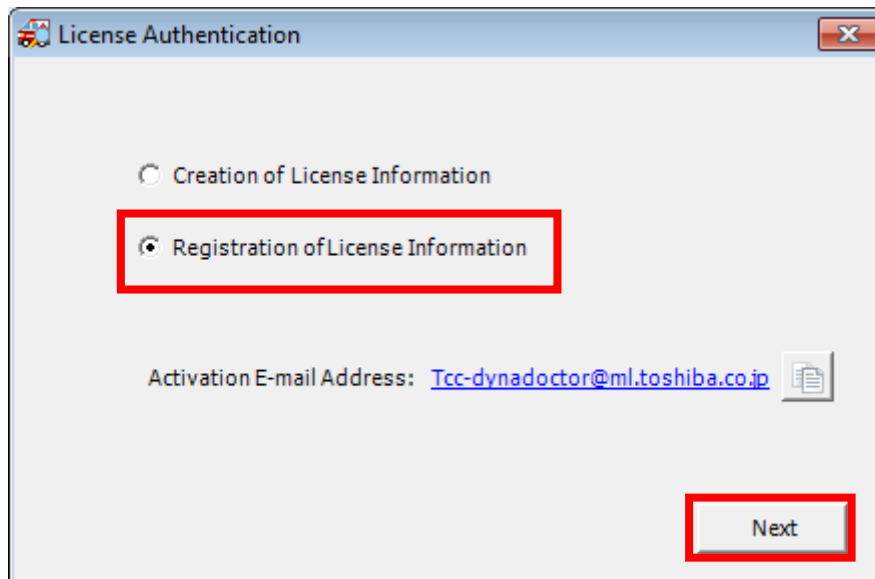 License Authentication
Creation of License Information
Registration of License Information
Activation E-mail Address: Tcc-dynadoctor@ml.toshiba.co.jp
Next